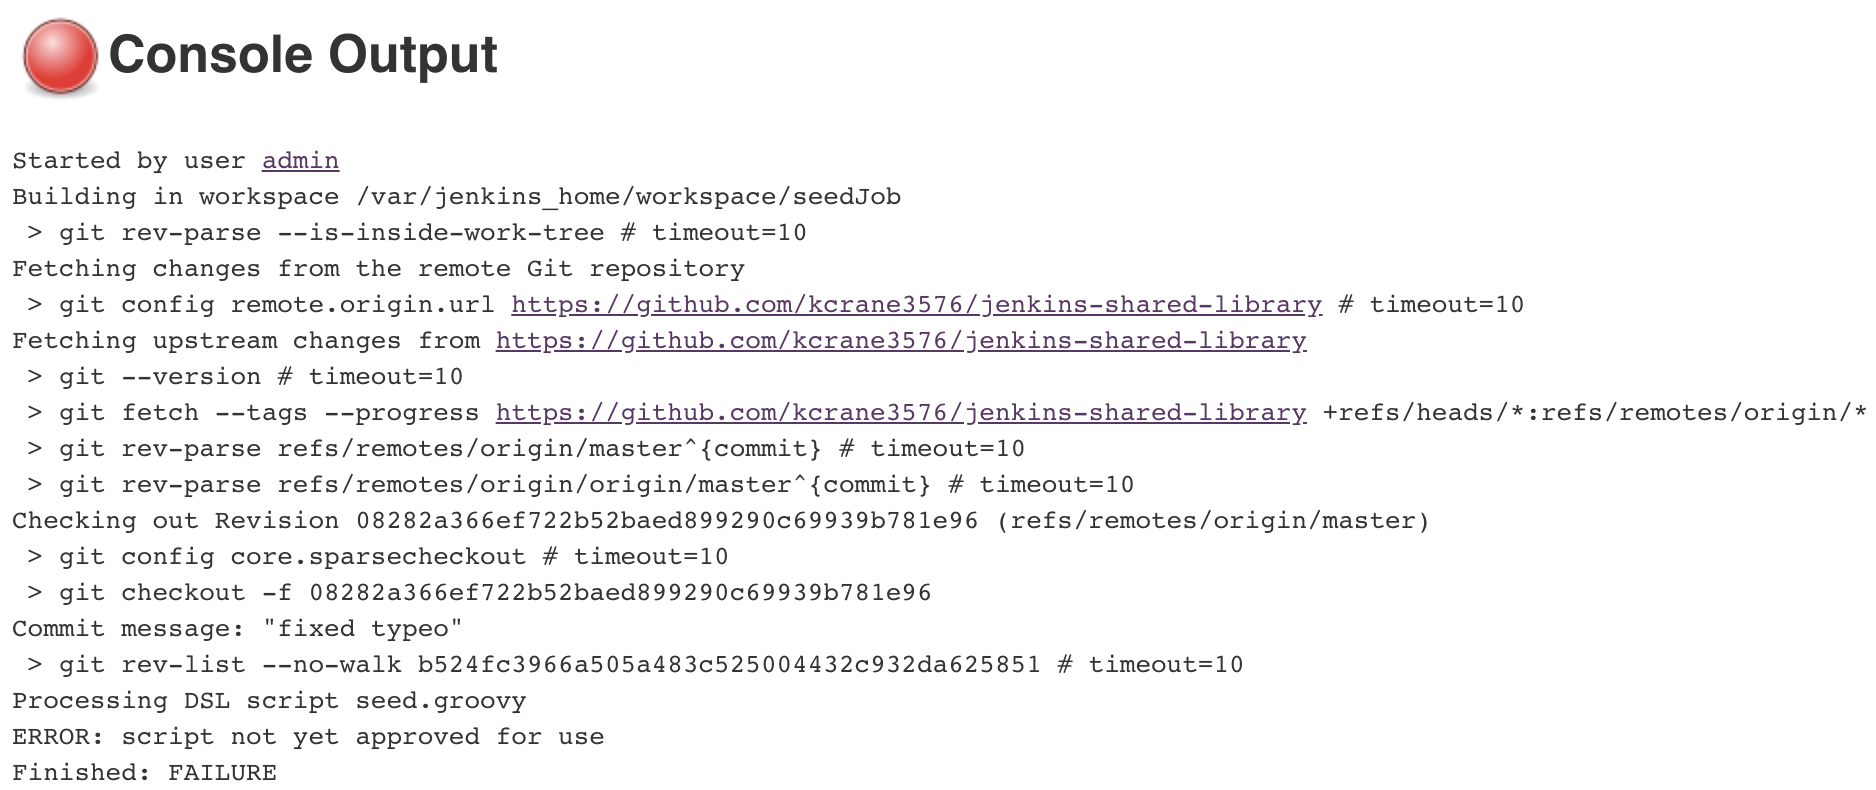 Console Output
Started by user admin
Building in workspace /var/jenkins_home/workspace/seedJob
 > git rev-parse --is-inside-work-tree # timeout=10
Fetching changes from the remote Git repository
 > git config remote.origin.url https://github.com/kcrane3576/jenkins-shared-library # timeout=10
Fetching upstream changes from https://github.com/kcrane3576/jenkins-shared-library
 > git --version # timeout=10
 > git fetch --tags --progress https://github.com/kcrane3576/jenkins-shared-library +refs/heads/*:refs/remotes/origin/*
 > git rev-parse refs/remotes/origin/master^{commit} # timeout=10
 > git rev-parse refs/remotes/origin/origin/master^{commit} # timeout=10
Checking out Revision 08282a366ef722b52baed899290c69939b781e96 (refs/remotes/origin/master)
 > git config core.sparsecheckout # timeout=10
 > git checkout -f 08282a366ef722b52baed899290c69939b781e96
Commit message: "fixed typeo"
 > git rev-list --no-walk b524fc3966a505a483c525004432c932da625851 # timeout=10
Processing DSL script seed.groovy
ERROR: script not yet approved for use
Finished: FAILURE